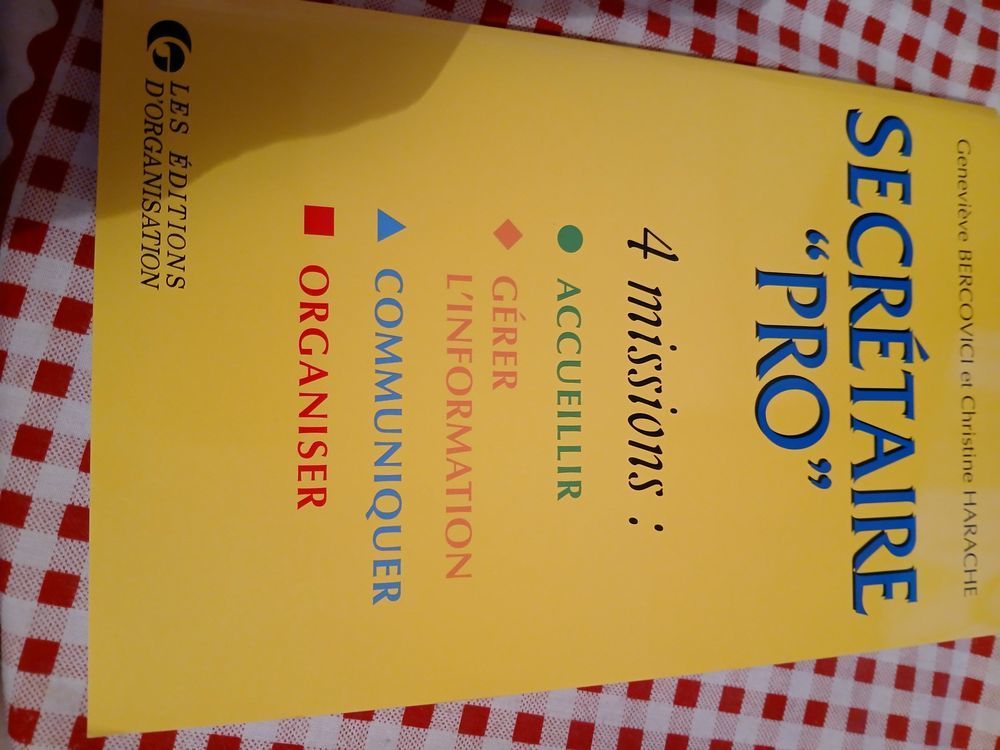 Geneviève BERCOVICI et Christine HARACHE
SECRÉTAIRE
“PRO”
4 missions :
ACCUEILLIR
GÉRER
L'INFORMATION
COMMUNIQUER
ORGANISER
LES ÉDITIONS
D'ORGANISATION